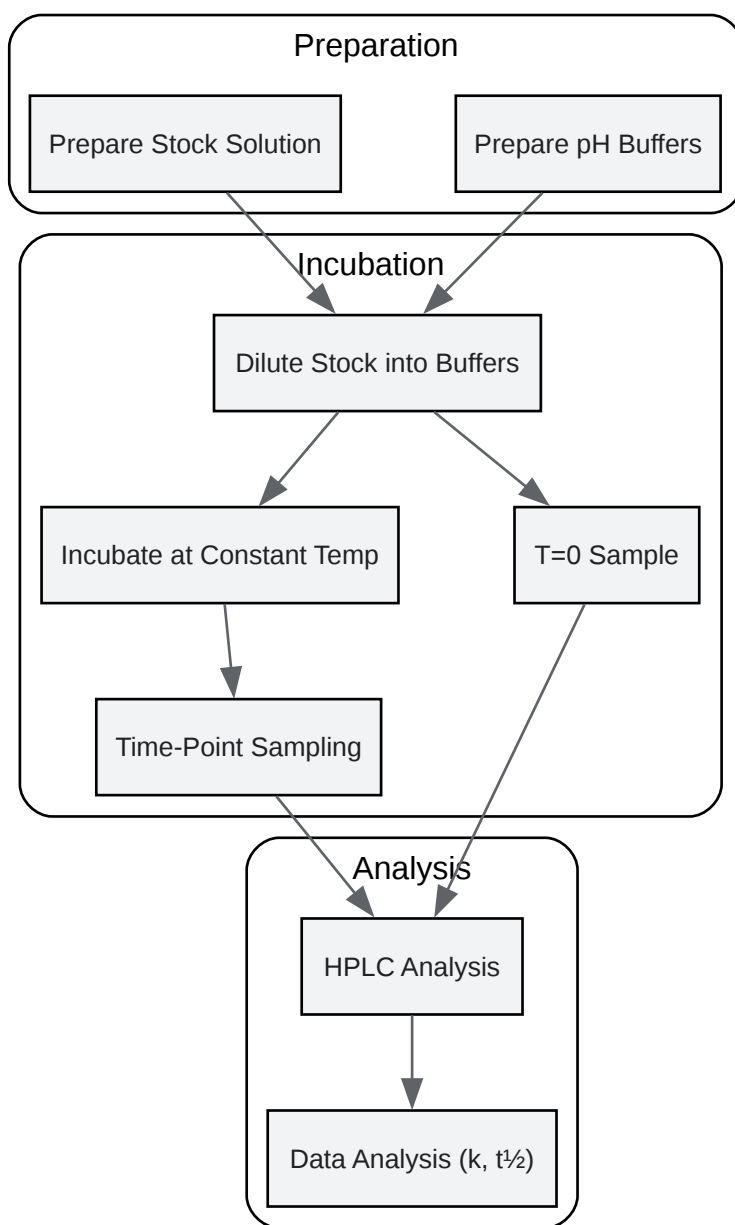 Preparation
Prepare Stock Solution
Prepare pH Buffers
Incubation
Dilute Stock into Buffers
Incubate at Constant Temp
T=0 Sample
Time-Point Sampling
Analysis
HPLC Analysis
Data Analysis (k, t½)